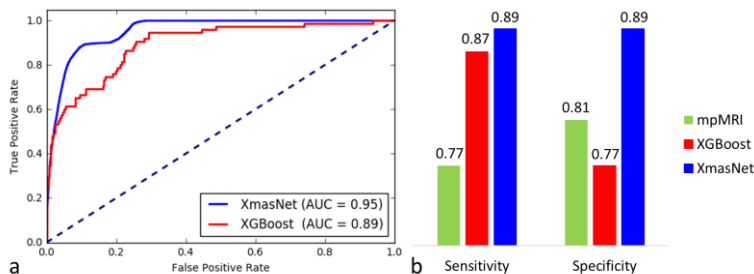 1.0
0.8
0.6
0.4
0.2
0.0
True Positive Rate
0.0
0.2
0.4
0.6
0.8
1.0
False Positive Rate
XmasNet (AUC = 0.95)
XGBoost (AUC = 0.89)
a
0.77
0.87
0.89
0.81
0.77
0.89
Sensitivity
Specificity
mpMRI
XGBoost
XmasNet
b